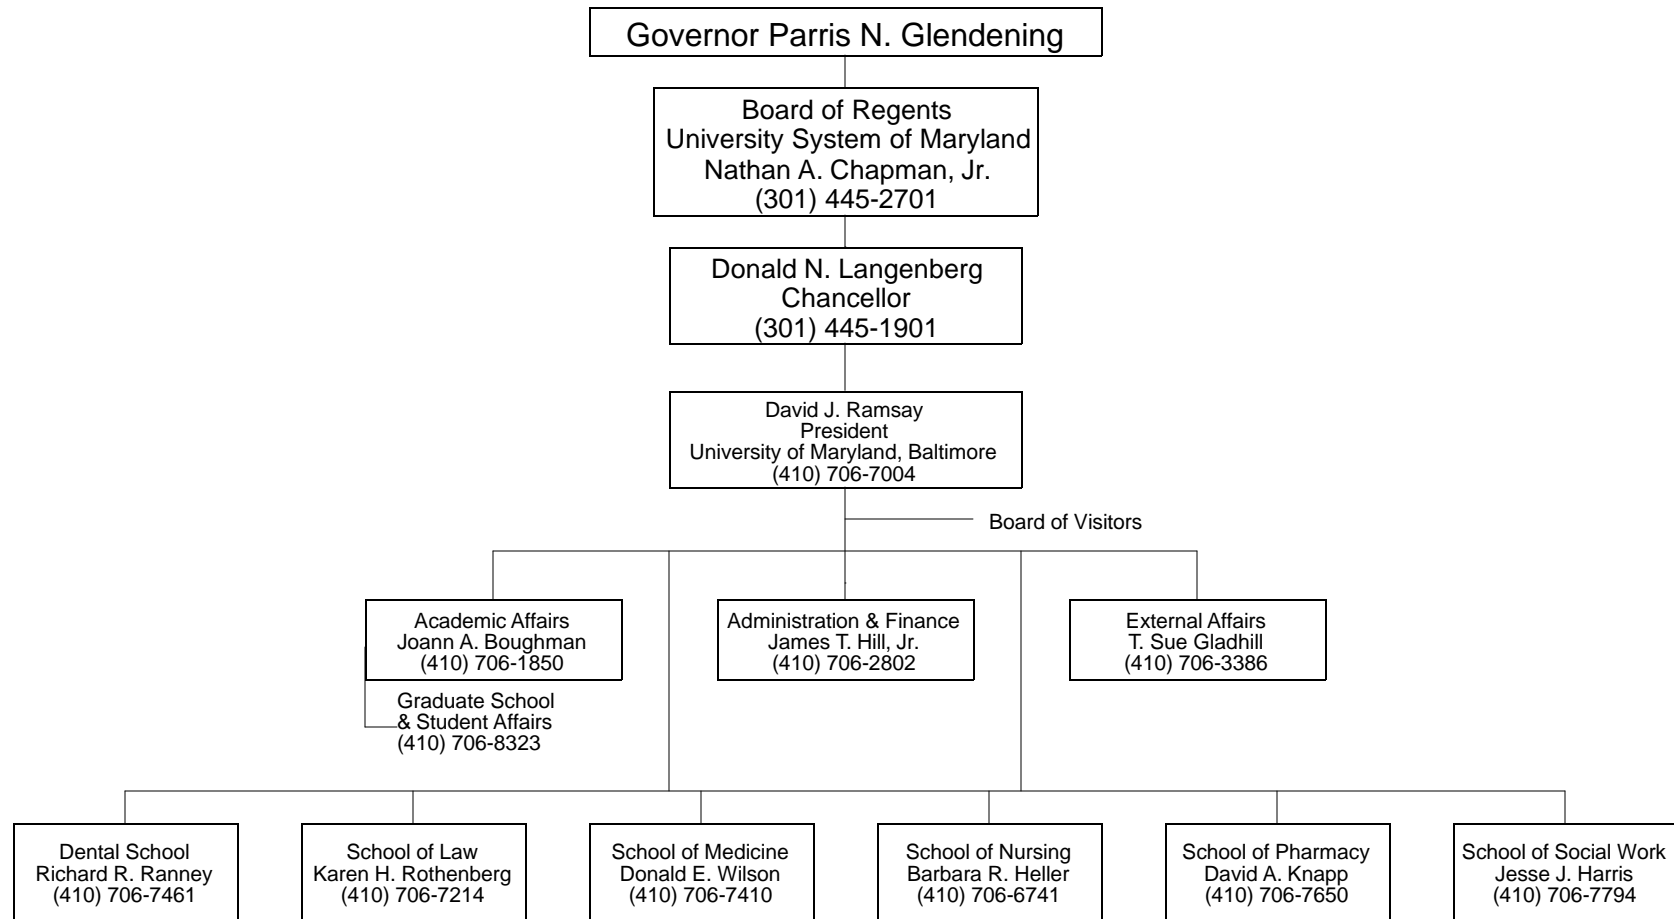 Governor Parris N. Glendening
Board of Regents
University System of Maryland
Nathan A. Chapman, Jr.
(301) 445-2701
Donald N. Langenberg
Chancellor
(301) 445-1901
David J. Ramsay
President
University of Maryland, Baltimore
(410) 706-7004
Board of Visitors
Academic Affairs
Joann A. Boughman
(410) 706-1850
Administration & Finance
James T. Hill, Jr.
(410) 706-2802
External Affairs
T. Sue Gladhill
(410) 706-3386
Graduate School
& Student Affairs
(410) 706-8323
Dental School
Richard R. Ranney
(410) 706-7461
School of Law
Karen H. Rothenberg
(410) 706-7214
School of Medicine
Donald E. Wilson
(410) 706-7410
School of Nursing
Barbara R. Heller
(410) 706-6741
School of Pharmacy
David A. Knapp
(410) 706-7650
School of Social Work
Jesse J. Harris
(410) 706-7794